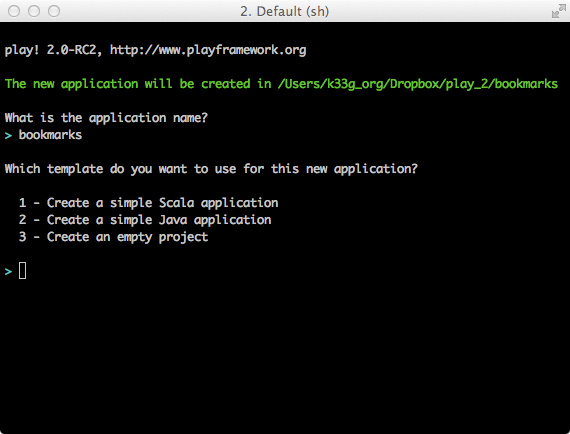 2. Default (sh)
play! 2.0-RC2, http://www.playframework.org
The new application will be created in /Users/k33g_org/Dropbox/play_2/bookmarks
What is the application name?
> bookmarks
Which template do you want to use for this new application?
1 - Create a simple Scala application
2 - Create a simple Java application
3 - Create an empty project
>